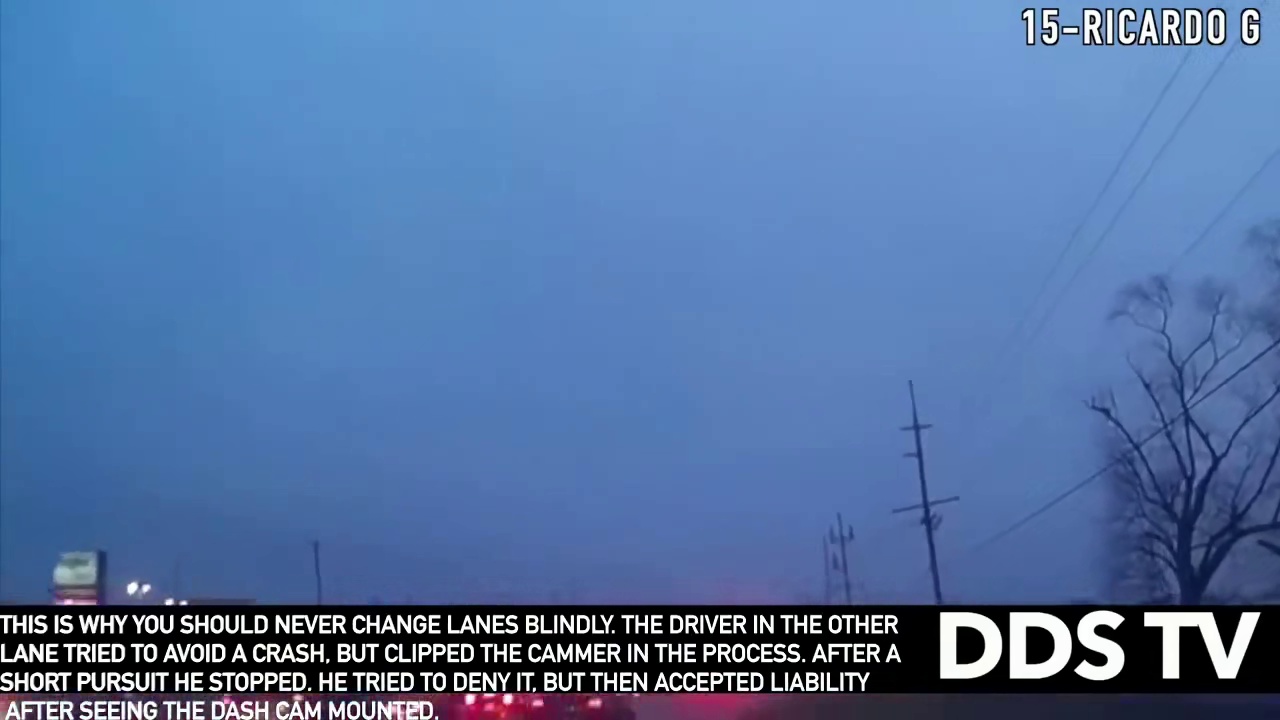 15-RICARDO G
THIS IS WHY YOU SHOULD NEVER CHANGE LANES BLINDLY. THE DRIVER IN THE OTHER
LANE TRIED TO AVOID A CRASH, BUT CLIPPED THE CAMMER IN THE PROCESS. AFTER A
SHORT PURSUIT HE STOPPED. HE TRIED TO DENY IT, BUT THEN ACCEPTED LIABILITY
AFTER SEEING THE DASH CAM MOUNTED.
DDS TV